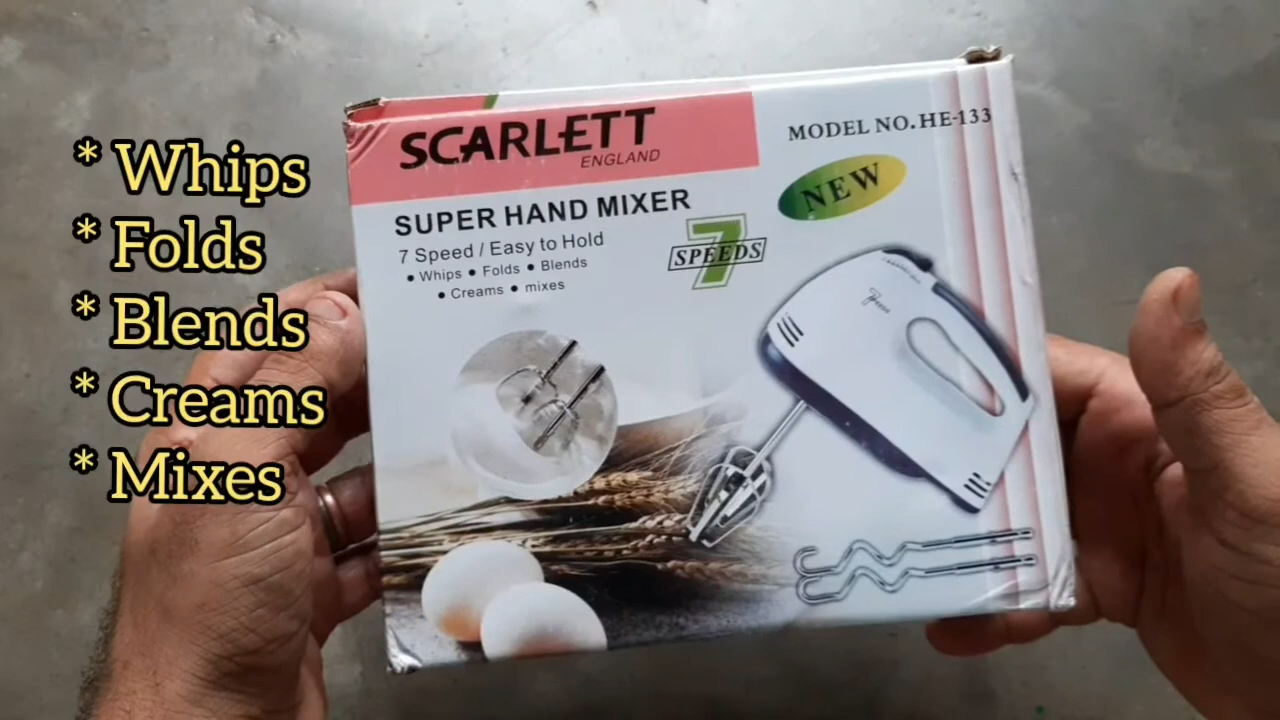 * Whips
* Folds
* Blends
* Creams
* Mixes
SCARLETT
ENGLAND
MODEL NO. HE-133
NEW
SUPER HAND MIXER
7 Speed / Easy to Hold
• Whips • Folds • Blends
• Creams • mixes
7
SPEEDS